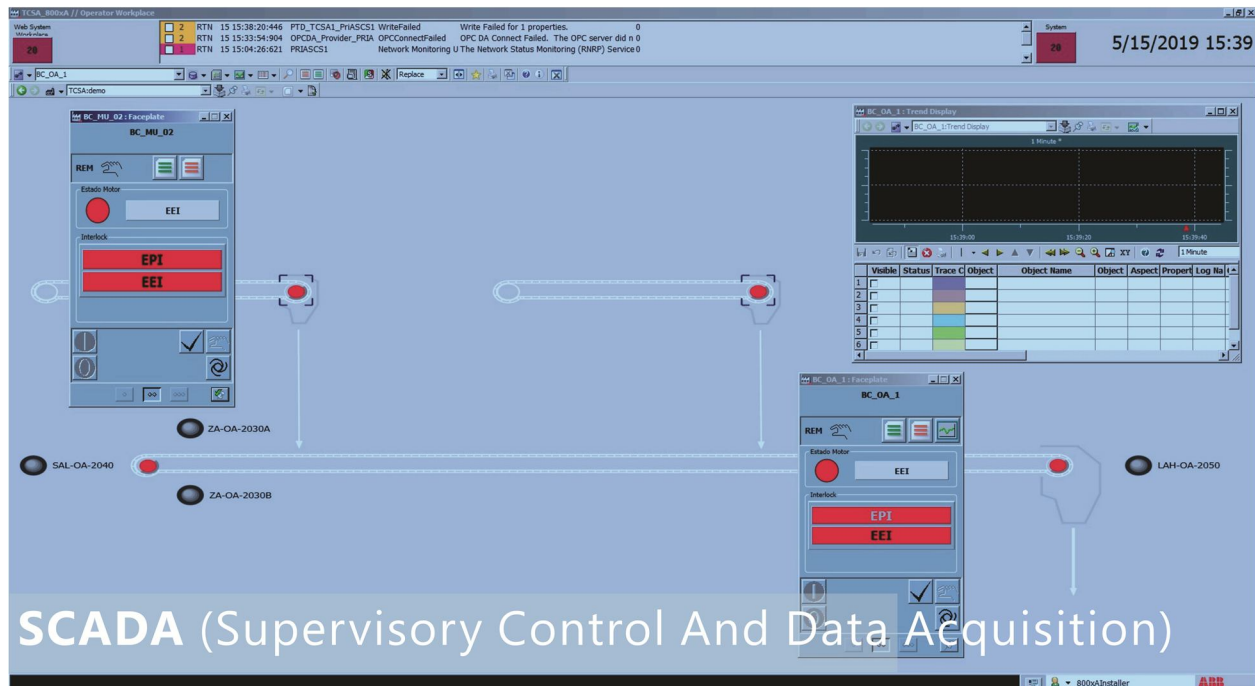 TCSA_800xA // Operator Workplace
Web System
Workplace
20
2 RTN 15 15:38:20:446 PTD_TCSA1_PriASCS1 WriteFailed Write Failed for 1 properties. 0
2 RTN 15 15:33:54:904 OPCDA_Provider_PRIA OPCConnectFailed OPC DA Connect Failed. The OPC server did n 0
1 RTN 15 15:04:26:621 PRIASCS1 Network Monitoring U The Network Status Monitoring (RNRP) Service 0
System
20
5/15/2019 15:39
BC_OA_1
Replace
TCSA:demo
BC_MU_02 : Faceplate
BC_MU_02
REM
Estado Motor
EEI
Interlock
EPI
EEI
BC_OA_1 : Trend Display
BC_OA_1:Trend Display
1 Minute *
15:39:00 15:39:20 15:39:40
XY
1 Minute
Visible Status Trace C Object Object Name Object Aspect Propert Log Na
1
2
3
4
5
6
BC_OA_1 : Faceplate
BC_OA_1
REM
Estado Motor
EEI
Interlock
EPI
EEI
ZA-OA-2030A
SAL-OA-2040
ZA-OA-2030B
LAH-OA-2050
SCADA (Supervisory Control And Data Acquisition)
800xAInstaller
ABB